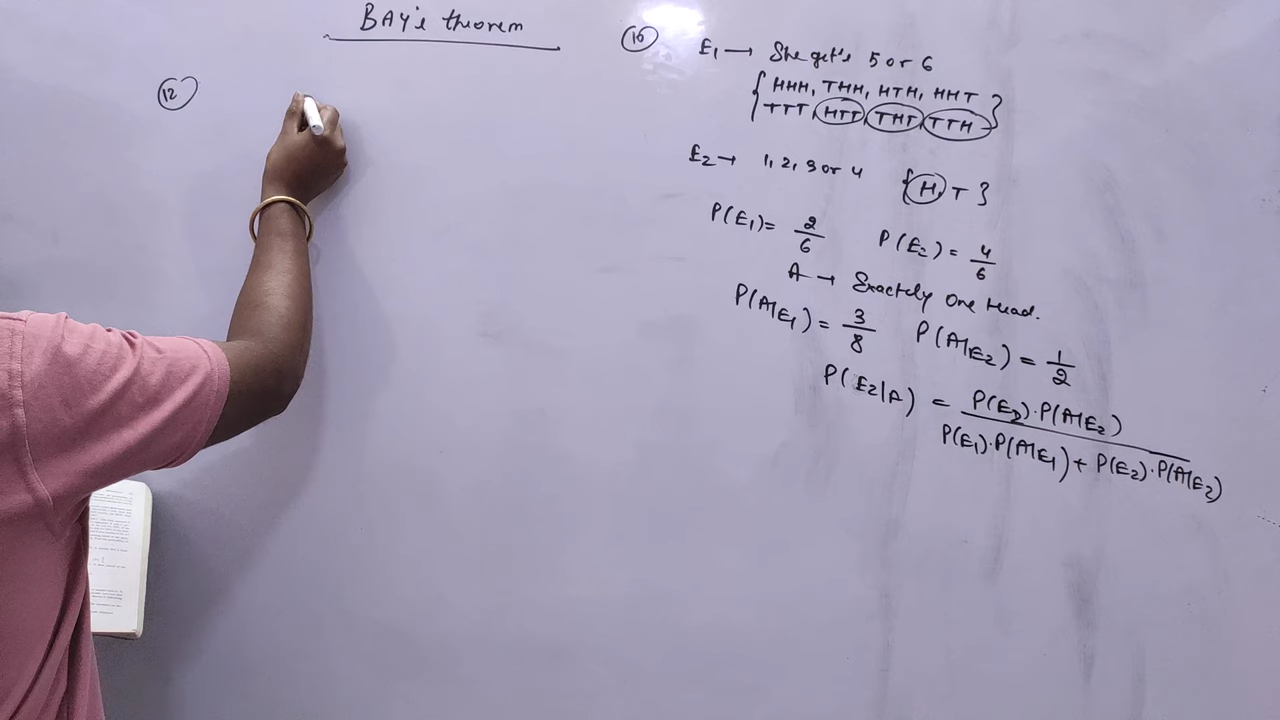 BAY's theorem
12
10 E1 → She get's 5 or 6
{HHH, THH, HTH, HHT
TTT, HTT, THT, TTH}
E2 → 1, 2, 3 or 4 {H, T}
P(E1) = 2/6 P(E2) = 4/6
A → Exactely one Head.
P(A|E1) = 3/8 P(A|E2) = 1/2
P(E2|A) = P(E2)·P(A|E2)
P(E1)·P(A|E1) + P(E2)·P(A|E2)